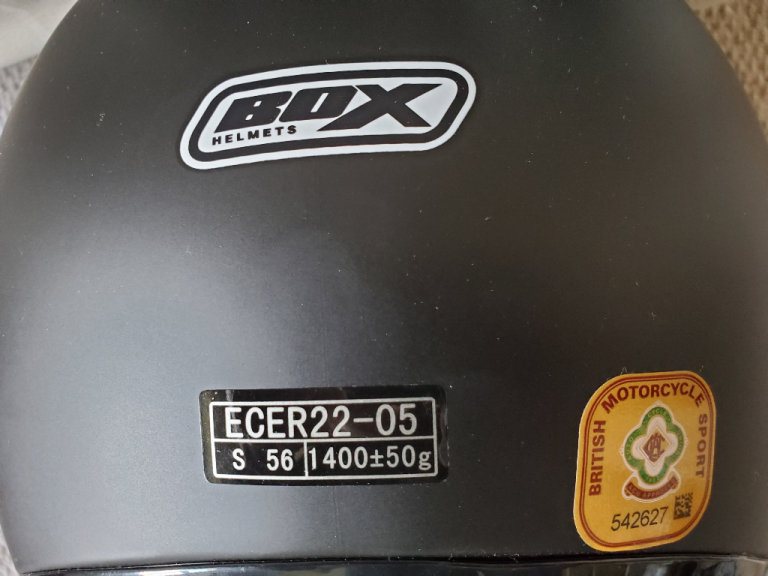 BOX
HELMETS
ECER22-05
S 56
1400±50g
BRITISH MOTORCYCLE SPORT
542627